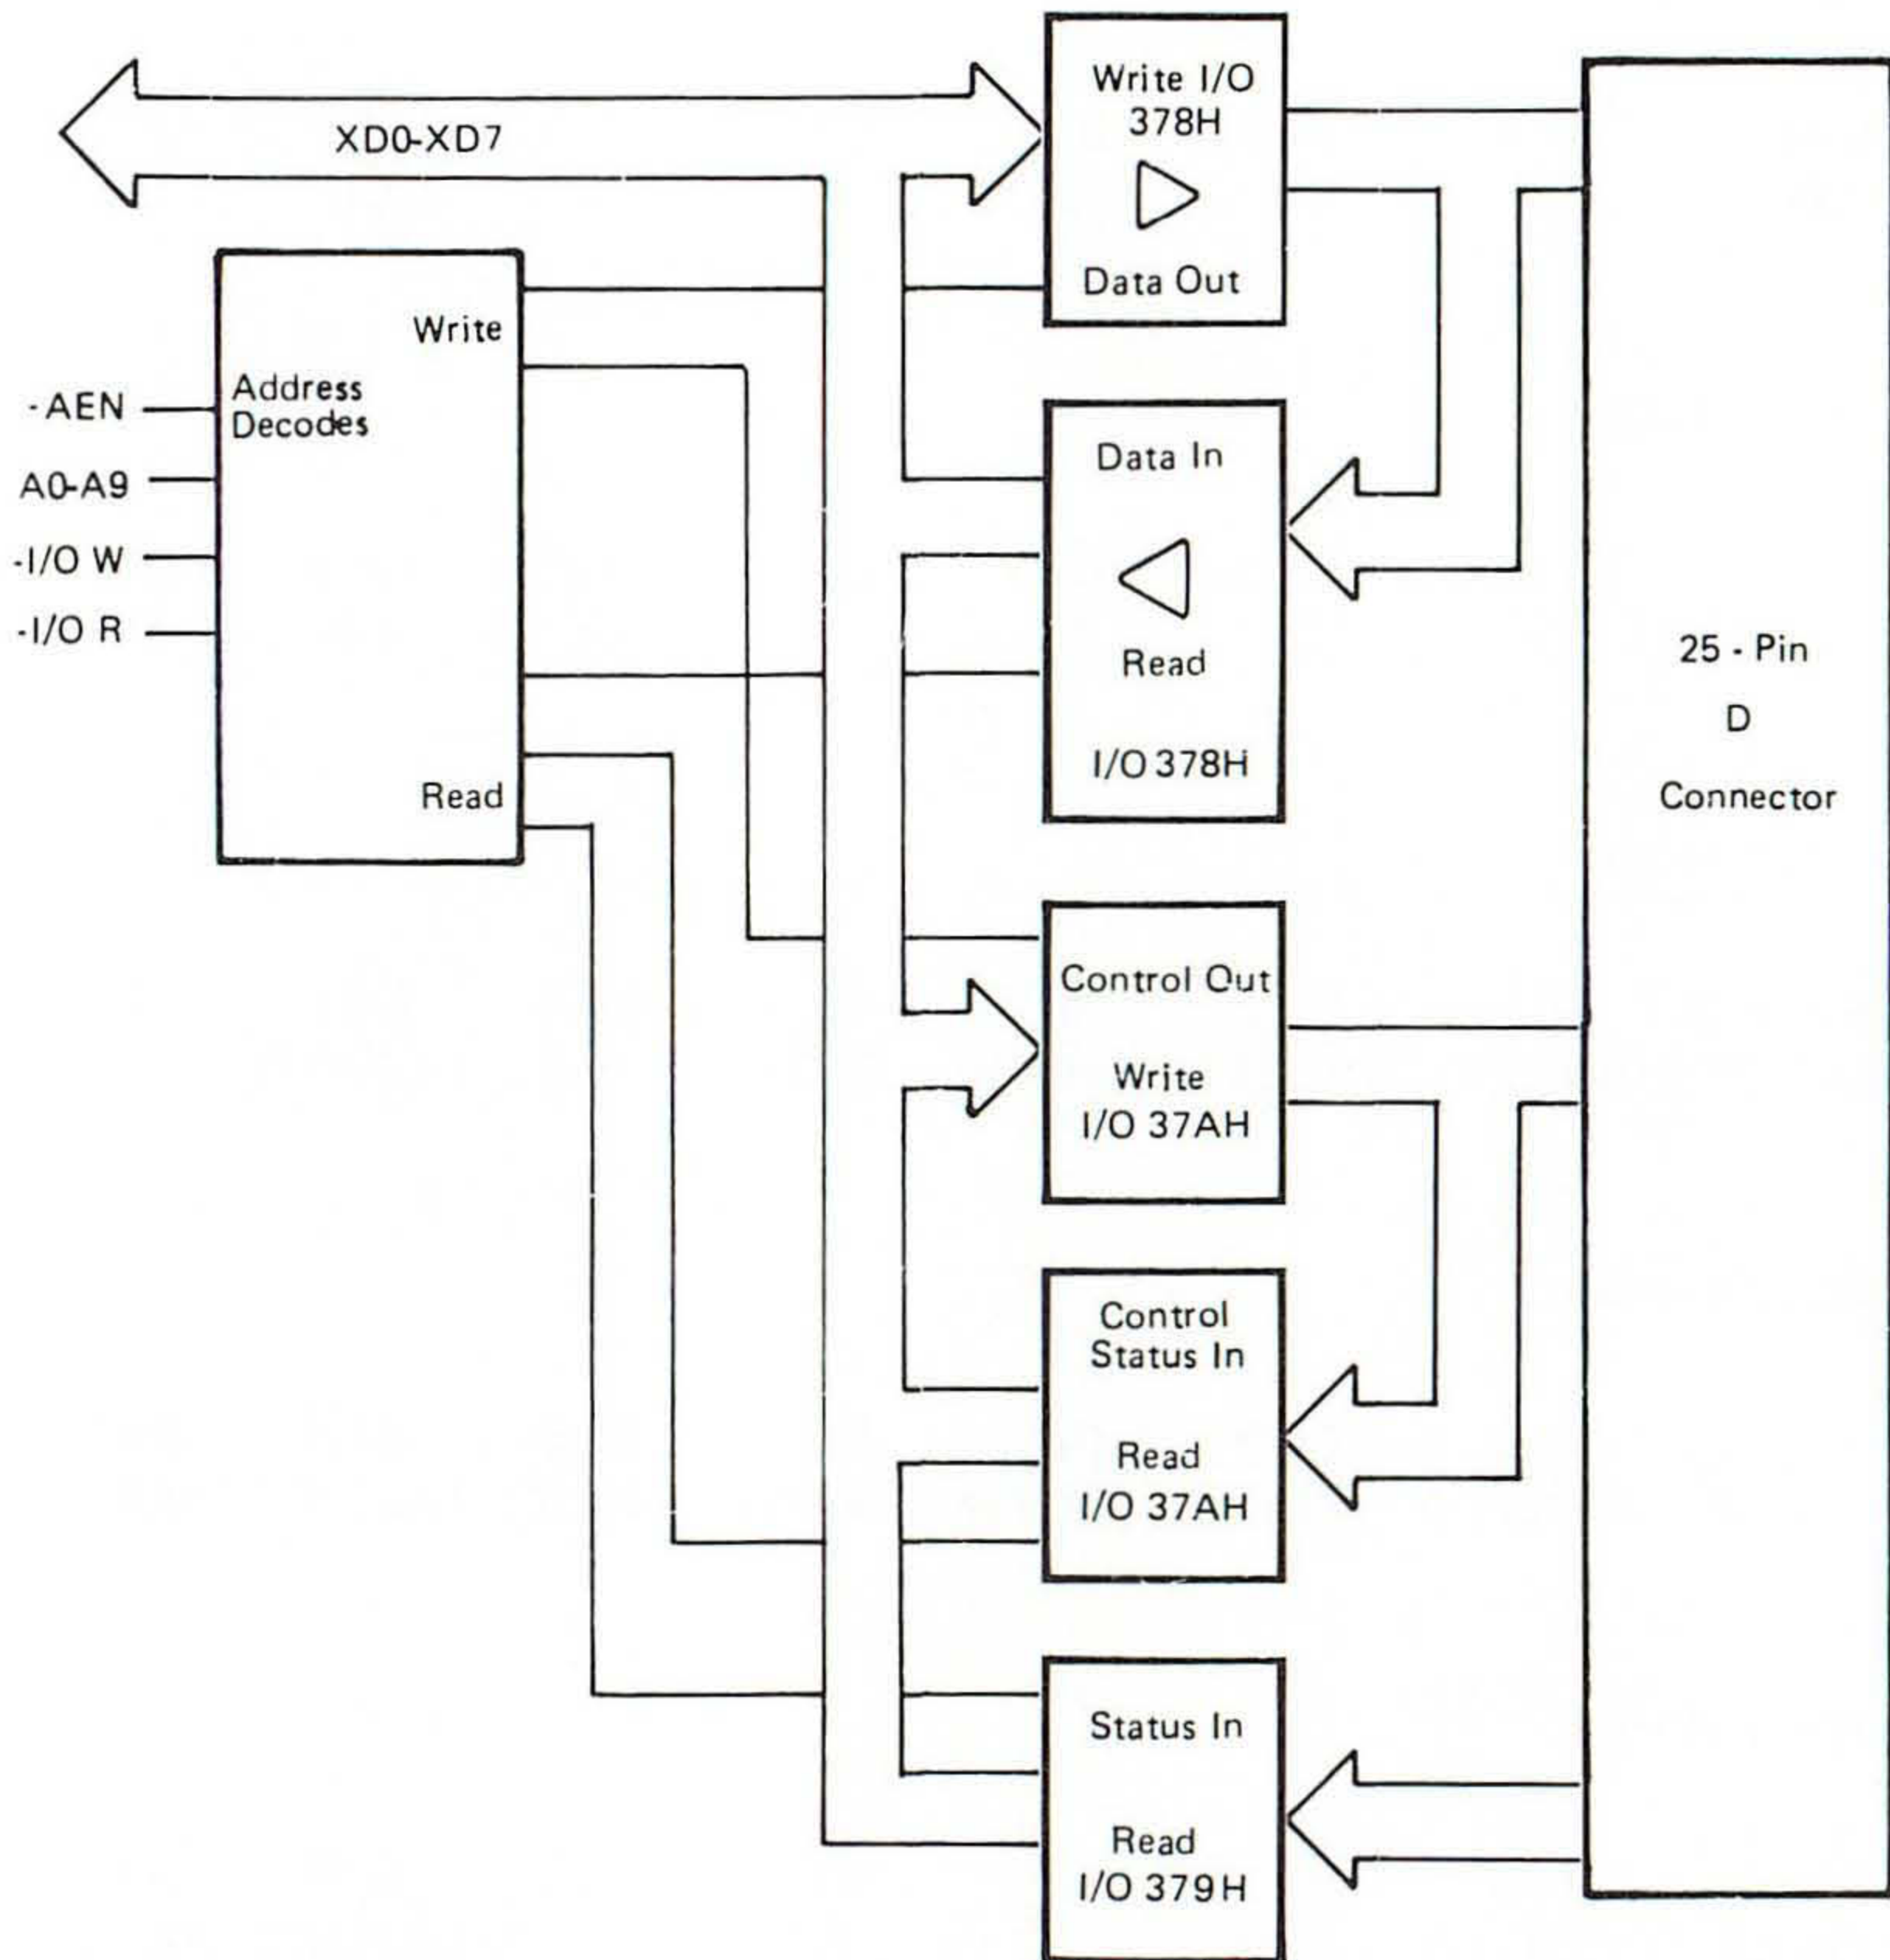 XD0-XD7
Write
Address
Decodes
Read
-AEN
A0-A9
-I/O W
-I/O R
Write I/O
378H
Data Out
Data In
Read
I/O 378H
Control Out
Write
I/O 37AH
Control
Status In
Read
I/O 37AH
Status In
Read
I/O 379H
25 - Pin
D
Connector